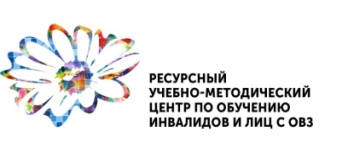 РЕСУРСНЫЙ
УЧЕБНО-МЕТОДИЧЕСКИЙ
ЦЕНТР ПО ОБУЧЕНИЮ
ИНВАЛИДОВ И ЛИЦ С ОВЗ